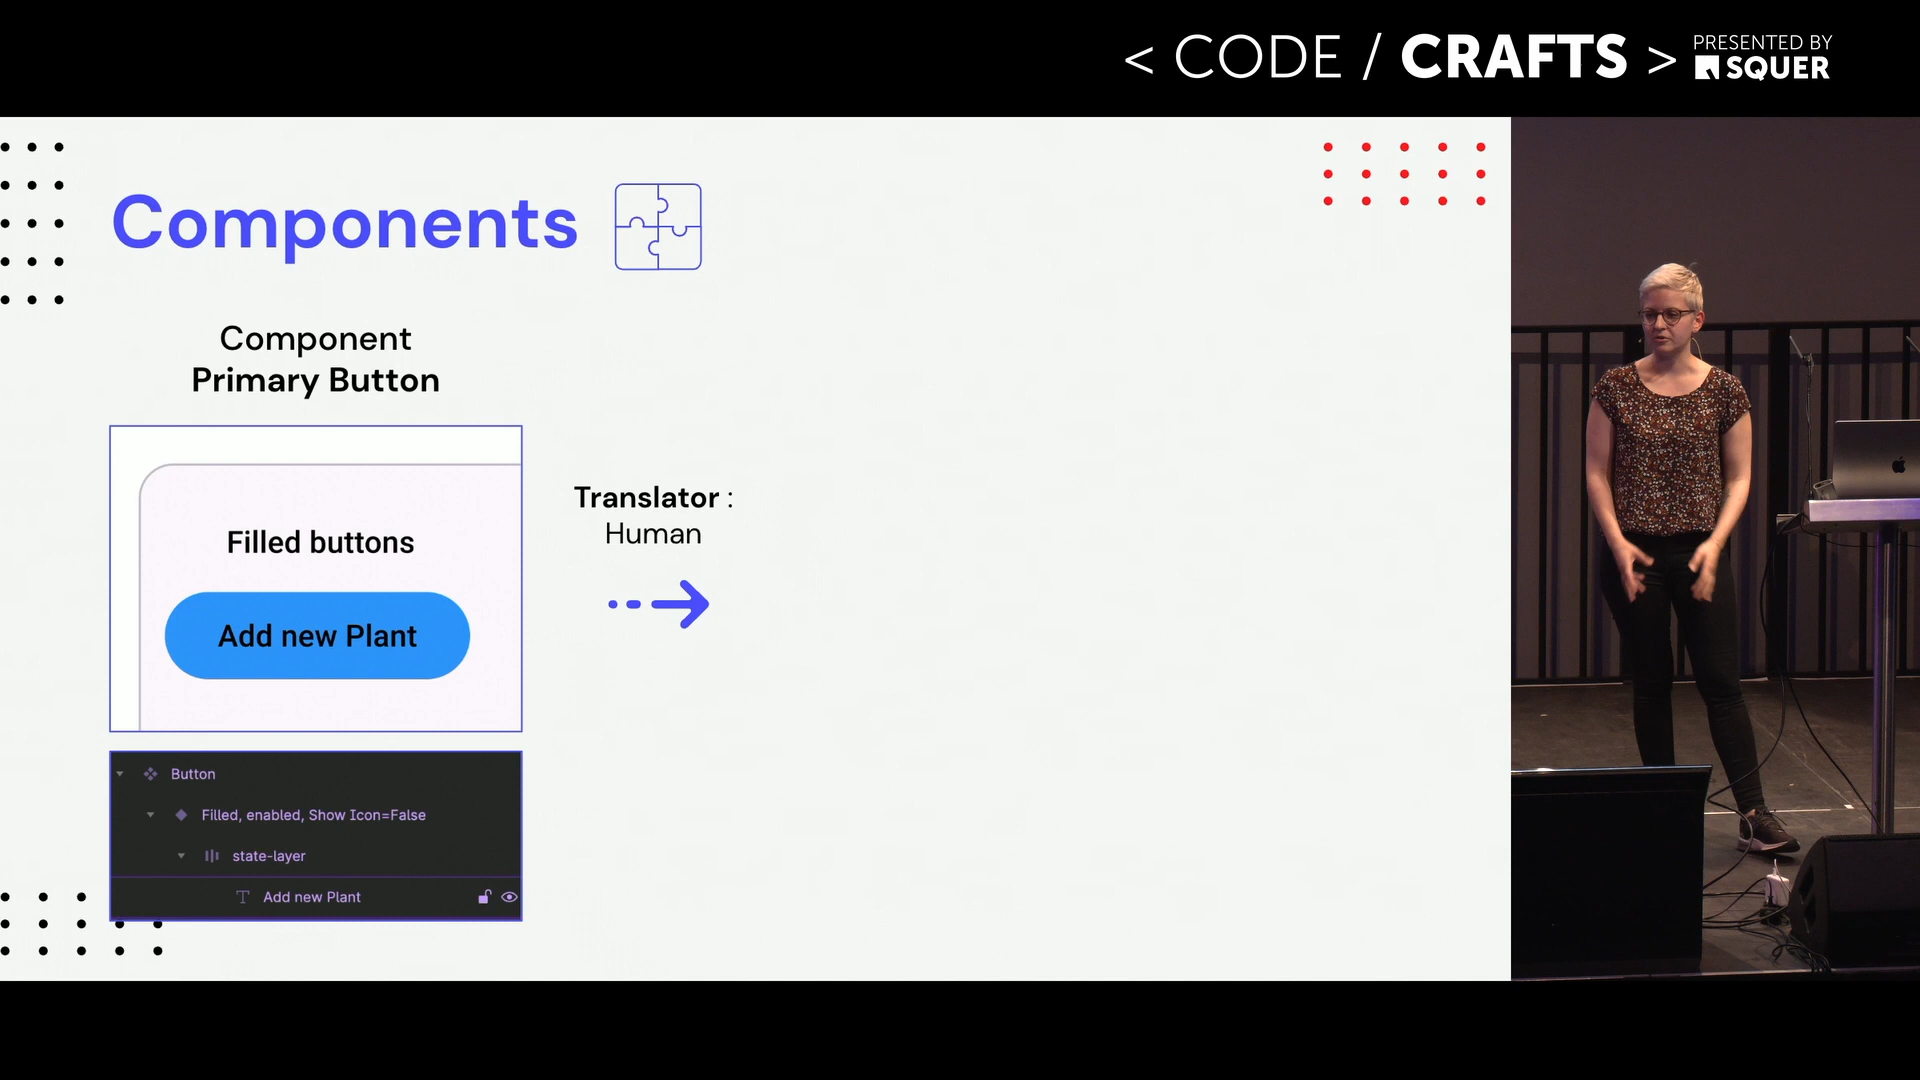 < CODE / CRAFTS > PRESENTED BY
SQUER
Components
Component
Primary Button
Filled buttons
Add new Plant
Translator :
Human
Button
Filled, enabled, Show Icon=False
state-layer
Add new Plant